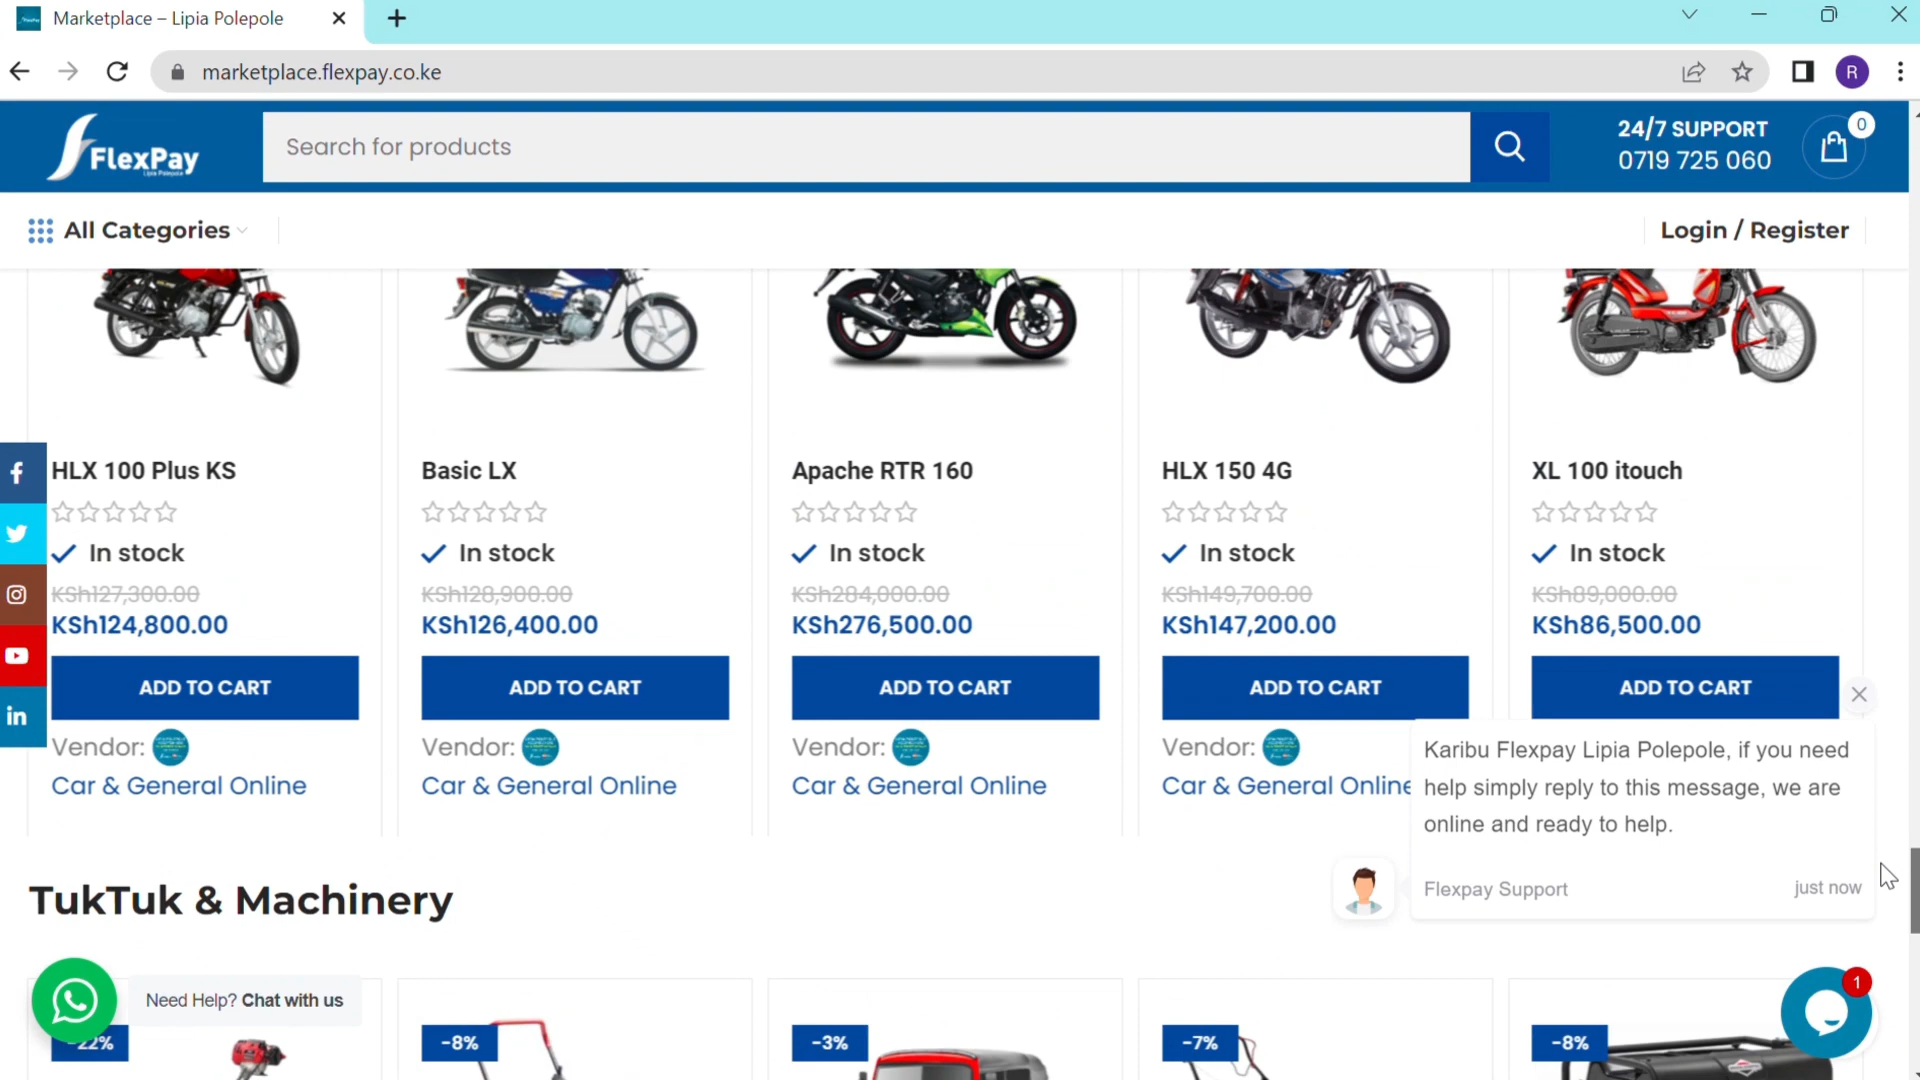 Marketplace – Lipia Polepole
marketplace.flexpay.co.ke
R
FlexPay
Lipia Polepole
Search for products
24/7 SUPPORT
0719 725 060
0
All Categories
Login / Register
HLX 100 Plus KS
In stock
KSh127,300.00
KSh124,800.00
ADD TO CART
Vendor:
Car & General Online
Basic LX
In stock
KSh128,900.00
KSh126,400.00
ADD TO CART
Vendor:
Car & General Online
Apache RTR 160
In stock
KSh284,000.00
KSh276,500.00
ADD TO CART
Vendor:
Car & General Online
HLX 150 4G
In stock
KSh149,700.00
KSh147,200.00
ADD TO CART
Vendor:
Car & General Online
XL 100 itouch
In stock
KSh89,000.00
KSh86,500.00
ADD TO CART
Karibu Flexpay Lipia Polepole, if you need
help simply reply to this message, we are
online and ready to help.
Flexpay Support
just now
TukTuk & Machinery
Need Help? Chat with us
1
-22%
-8%
-3%
-7%
-8%